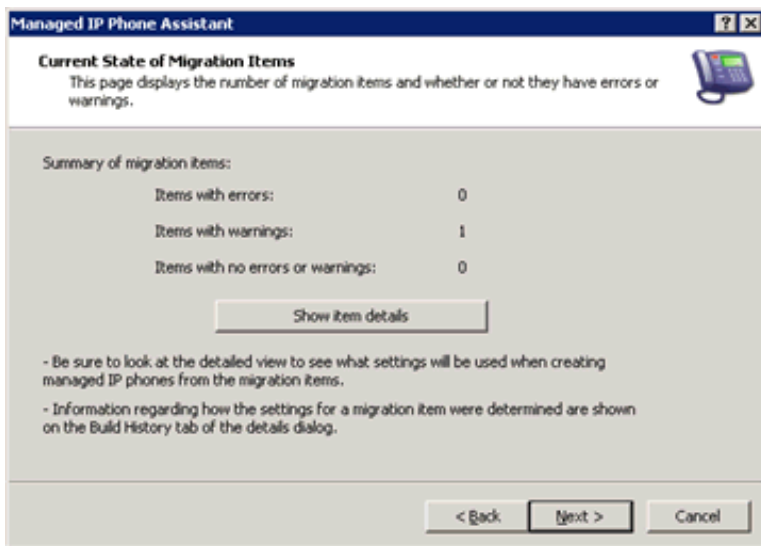 Managed IP Phone Assistant
Current State of Migration Items
This page displays the number of migration items and whether or not they have errors or
warnings.
Summary of migration items:
Items with errors: 0
Items with warnings: 1
Items with no errors or warnings: 0
Show item details
- Be sure to look at the detailed view to see what settings will be used when creating
managed IP phones from the migration items.
- Information regarding how the settings for a migration item were determined are shown
on the Build History tab of the details dialog.
< Back Next > Cancel